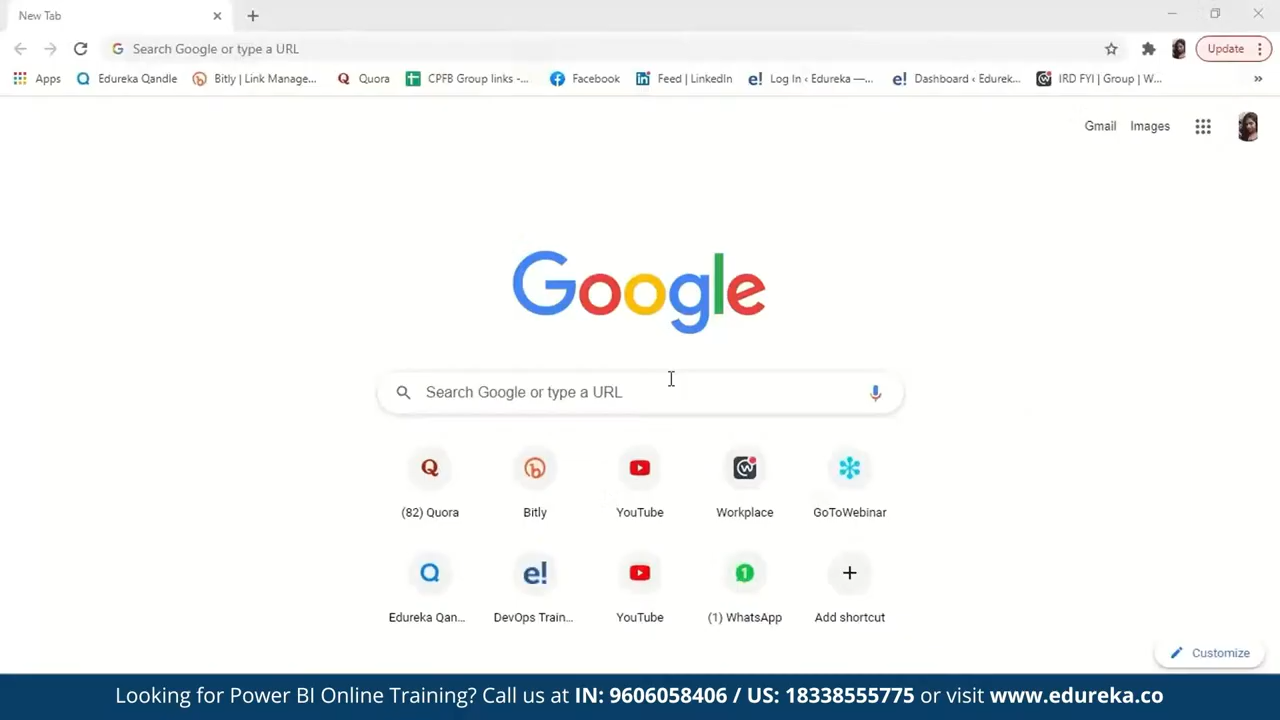 New Tab
Search Google or type a URL
Update
Apps
Edureka Qandle
Bitly | Link Manage...
Quora
CPFB Group links -...
Facebook
Feed | LinkedIn
Log In ‹ Edureka —...
Dashboard ‹ Edurek...
IRD FYI | Group | W...
Gmail
Images
Google
Search Google or type a URL
(82) Quora
Bitly
YouTube
Workplace
GoToWebinar
Edureka Qan...
DevOps Train...
YouTube
(1) WhatsApp
Add shortcut
Customize
Looking for Power BI Online Training? Call us at IN: 9606058406 / US: 18338555775 or visit www.edureka.co